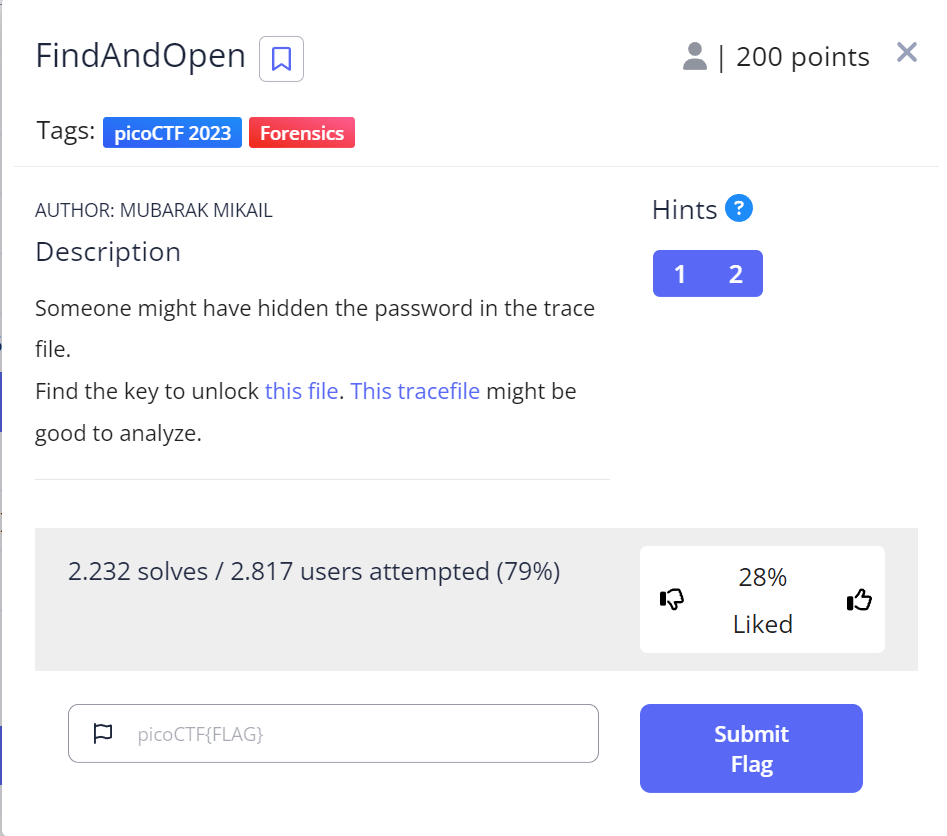 FindAndOpen
| 200 points
Tags: picoCTF 2023 Forensics
AUTHOR: MUBARAK MIKAIL
Description
Someone might have hidden the password in the trace
file.
Find the key to unlock this file. This tracefile might be
good to analyze.
Hints ?
1 2
2.232 solves / 2.817 users attempted (79%)
28%
Liked
picoCTF{FLAG}
Submit
Flag